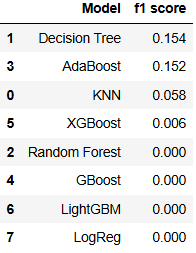 Model f1 score
1 Decision Tree 0.154
3 AdaBoost 0.152
0 KNN 0.058
5 XGBoost 0.006
2 Random Forest 0.000
4 GBoost 0.000
6 LightGBM 0.000
7 LogReg 0.000